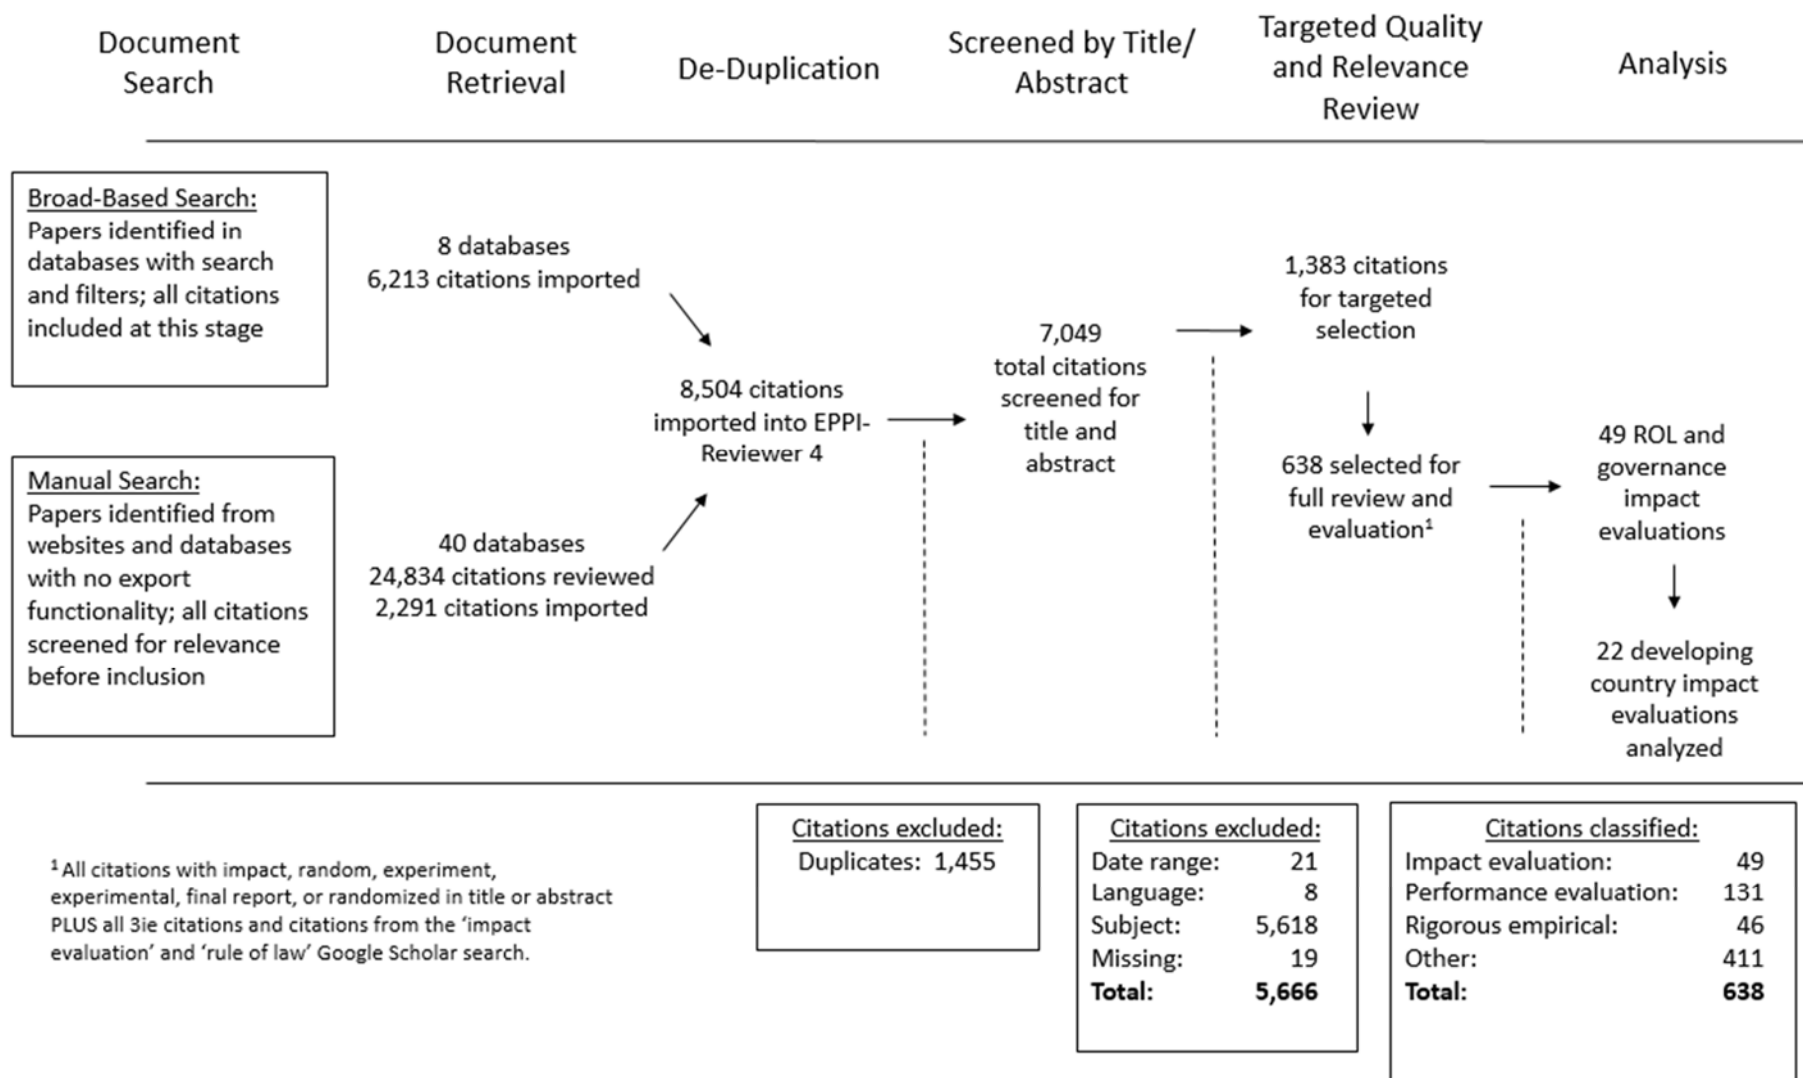 Document
Search
Document
Retrieval
De-Duplication
Screened by Title/
Abstract
Targeted Quality
and Relevance
Review
Analysis
Broad-Based Search:
Papers identified in
databases with search
and filters; all citations
included at this stage
Manual Search:
Papers identified from
websites and databases
with no export
functionality; all citations
screened for relevance
before inclusion
8 databases
6,213 citations imported
40 databases
24,834 citations reviewed
2,291 citations imported
8,504 citations
imported into EPPI-
Reviewer 4
7,049
total citations
screened for
title and
abstract
1,383 citations
for targeted
selection
638 selected for
full review and
evaluation¹
49 ROL and
governance
impact
evaluations
22 developing
country impact
evaluations
analyzed
¹ All citations with impact, random, experiment,
experimental, final report, or randomized in title or abstract
PLUS all 3ie citations and citations from the ‘impact
evaluation’ and ‘rule of law’ Google Scholar search.
Citations excluded:
Duplicates: 1,455
Citations excluded:
Date range: 21
Language: 8
Subject: 5,618
Missing: 19
Total: 5,666
Citations classified:
Impact evaluation: 49
Performance evaluation: 131
Rigorous empirical: 46
Other: 411
Total: 638